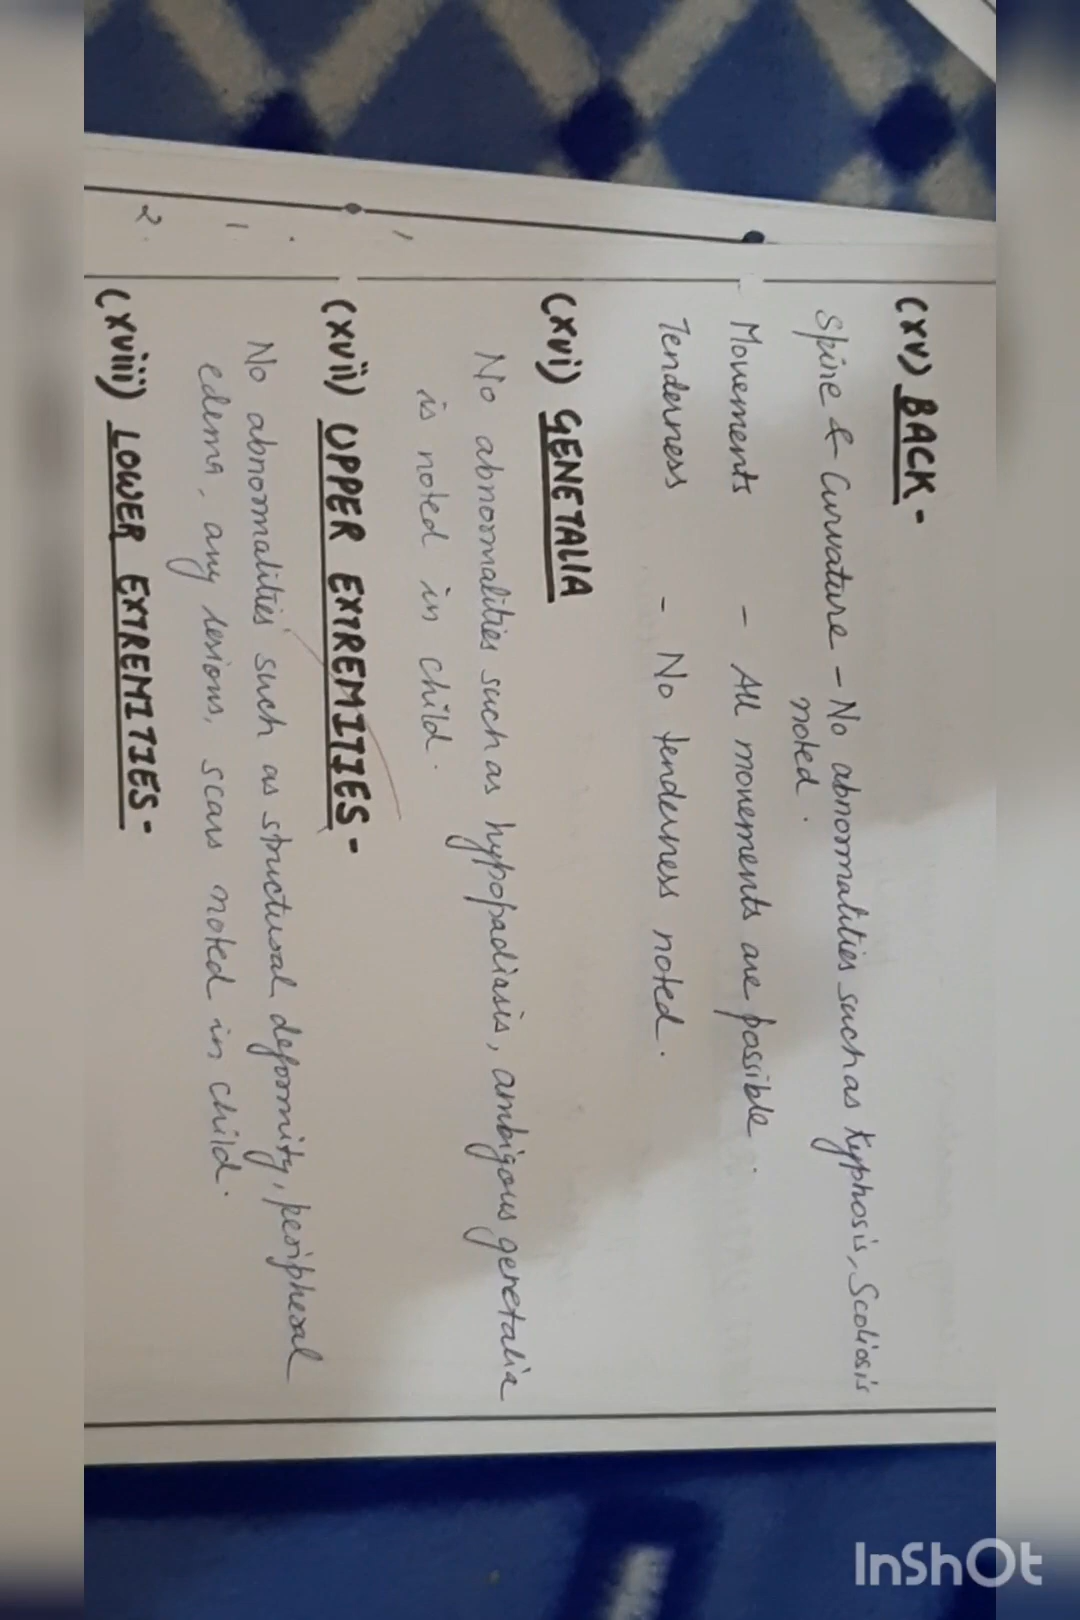 (xv) BACK -
Spine & Curvature - No abnormalities such as Kyphosis, Scoliosis
noted.
Movements - All movements are possible.
Tenderness - No tenderness noted.
(xvi) GENETALIA
No abnormalities such as hypopadiasis, ambigous genetalia
is noted in child.
(xvii) UPPER EXTREMITIES -
No abnormalities such as structural deformity, peripheral
edema, any lesions, scars noted in child.
(xviii) LOWER EXTREMITIES -
1
2.
InShOt